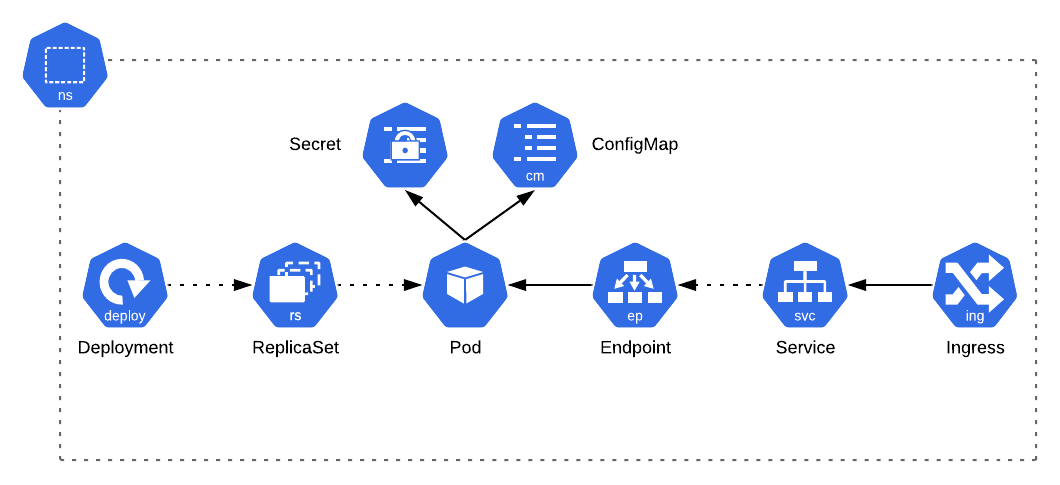 ns
Secret
ConfigMap
cm
deploy
rs
ep
svc
ing
Deployment
ReplicaSet
Pod
Endpoint
Service
Ingress